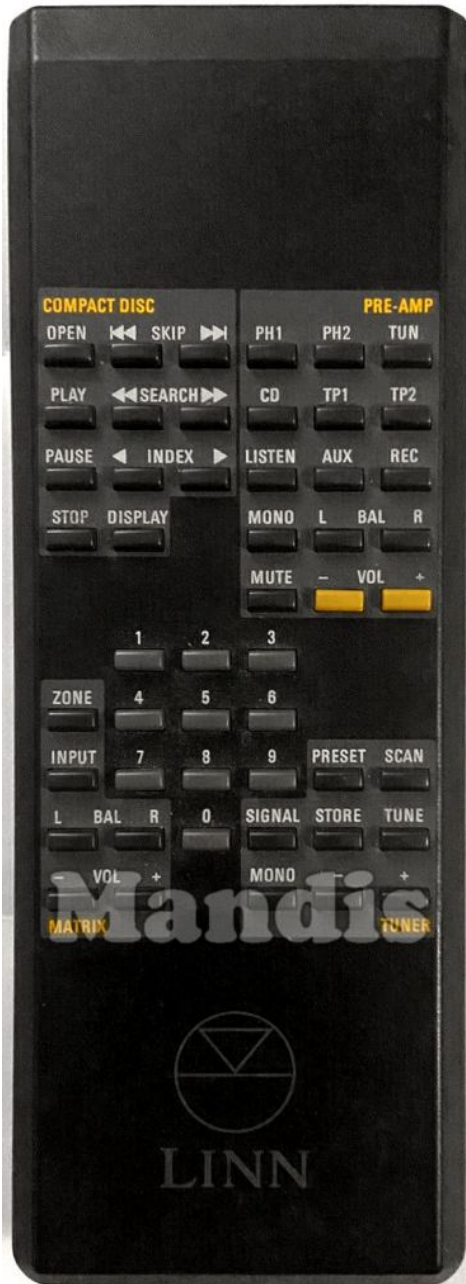 COMPACT DISC PRE-AMP
OPEN SKIP PH1 PH2 TUN
PLAY SEARCH CD TP1 TP2
PAUSE INDEX LISTEN AUX REC
STOP DISPLAY MONO L BAL R
MUTE - VOL +
1 2 3
ZONE 4 5 6
INPUT 7 8 9 PRESET SCAN
L BAL R 0 SIGNAL STORE TUNE
- VOL + MONO - +
Mandis
MATRIX TUNER
LINN